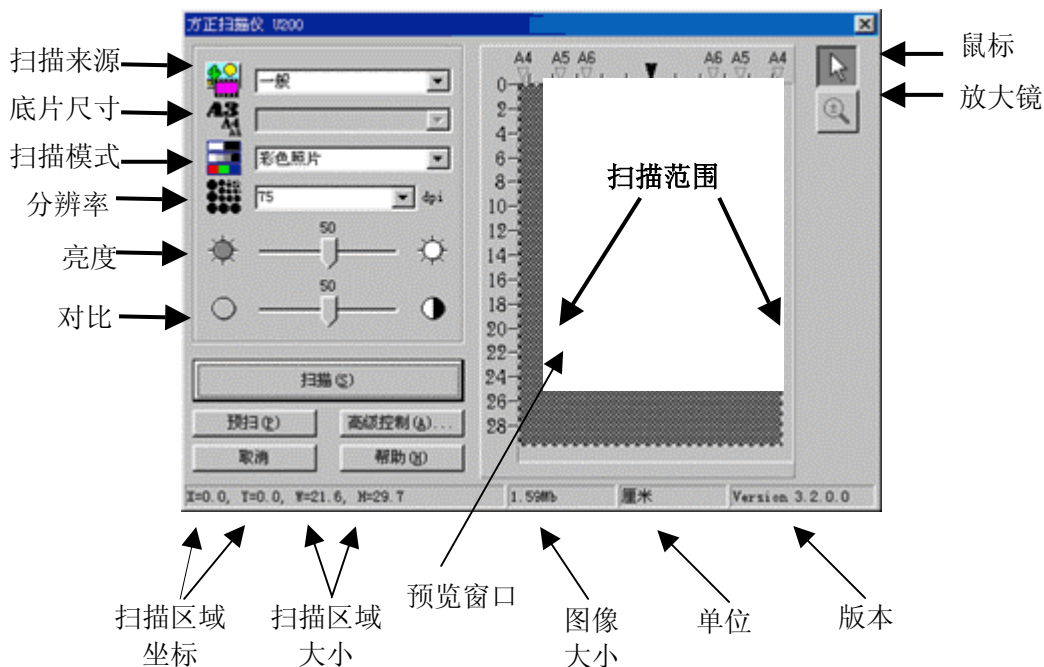 方正扫描仪 U200
扫描来源
一般
底片尺寸
A3
A4
扫描模式
彩色照片
分辨率
75
dpi
亮度
50
对比
50
扫描(S)
预扫(P)
高级控制(A)...
取消
帮助(H)
A4 A5 A6 A6 A5 A4
0
2
4
6
8
10
12
14
16
18
20
22
24
26
28
扫描范围
鼠标
放大镜
X=0.0, Y=0.0, W=21.6, H=29.7
1.59Mb
厘米
Version 3.2.0.0
扫描区域
坐标
扫描区域
大小
预览窗口
图像
大小
单位
版本